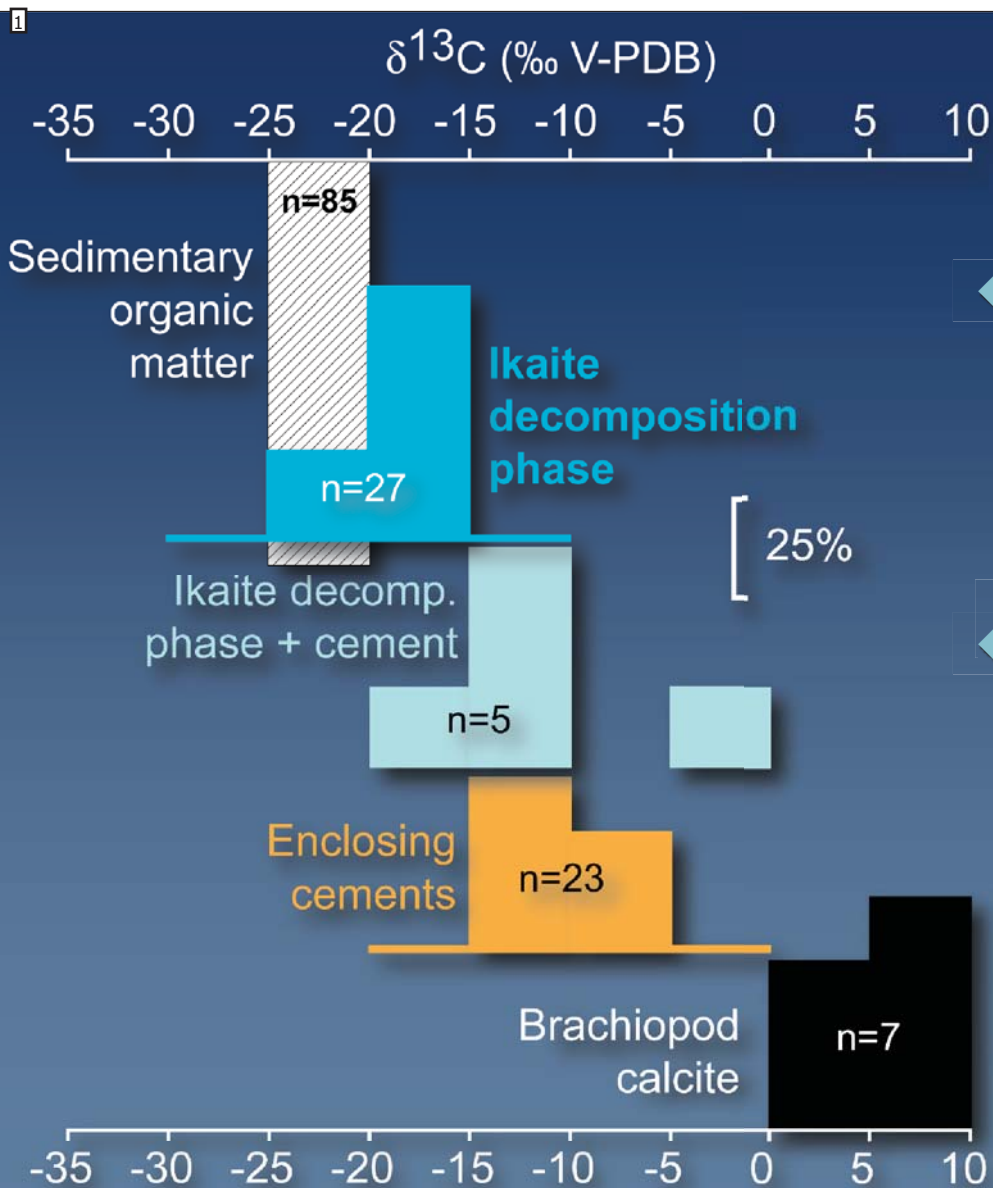 1
δ13C (‰ V-PDB)
-35 -30 -25 -20 -15 -10 -5 0 5 10
n=85
Sedimentary
organic
matter
Ikaite
decomposition
phase
n=27
25%
Ikaite decomp.
phase + cement
n=5
Enclosing
cements
n=23
Brachiopod
calcite
n=7
-35 -30 -25 -20 -15 -10 -5 0 5 10